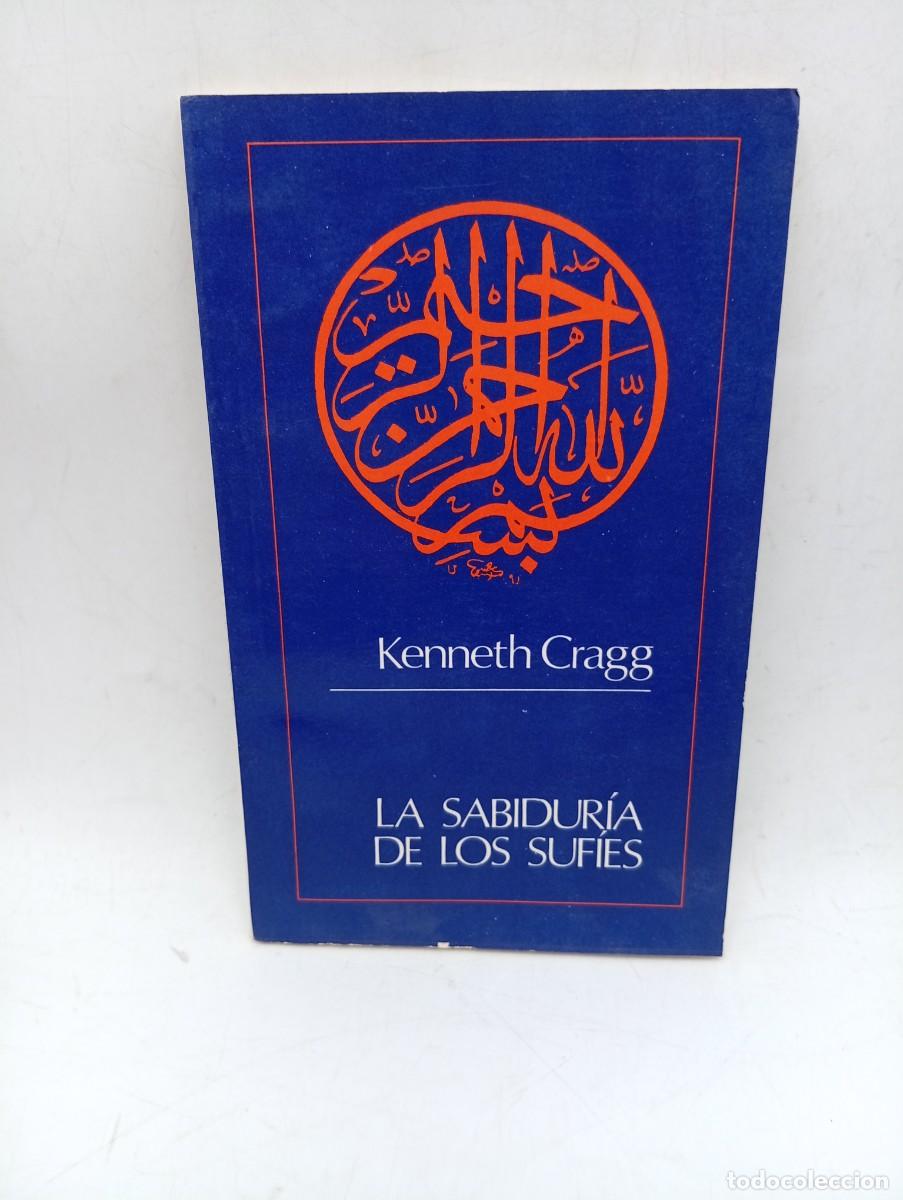 بسم الله الرحمن الرحيم
Kenneth Cragg
LA SABIDURÍA
DE LOS SUFÍES
todocoleccion